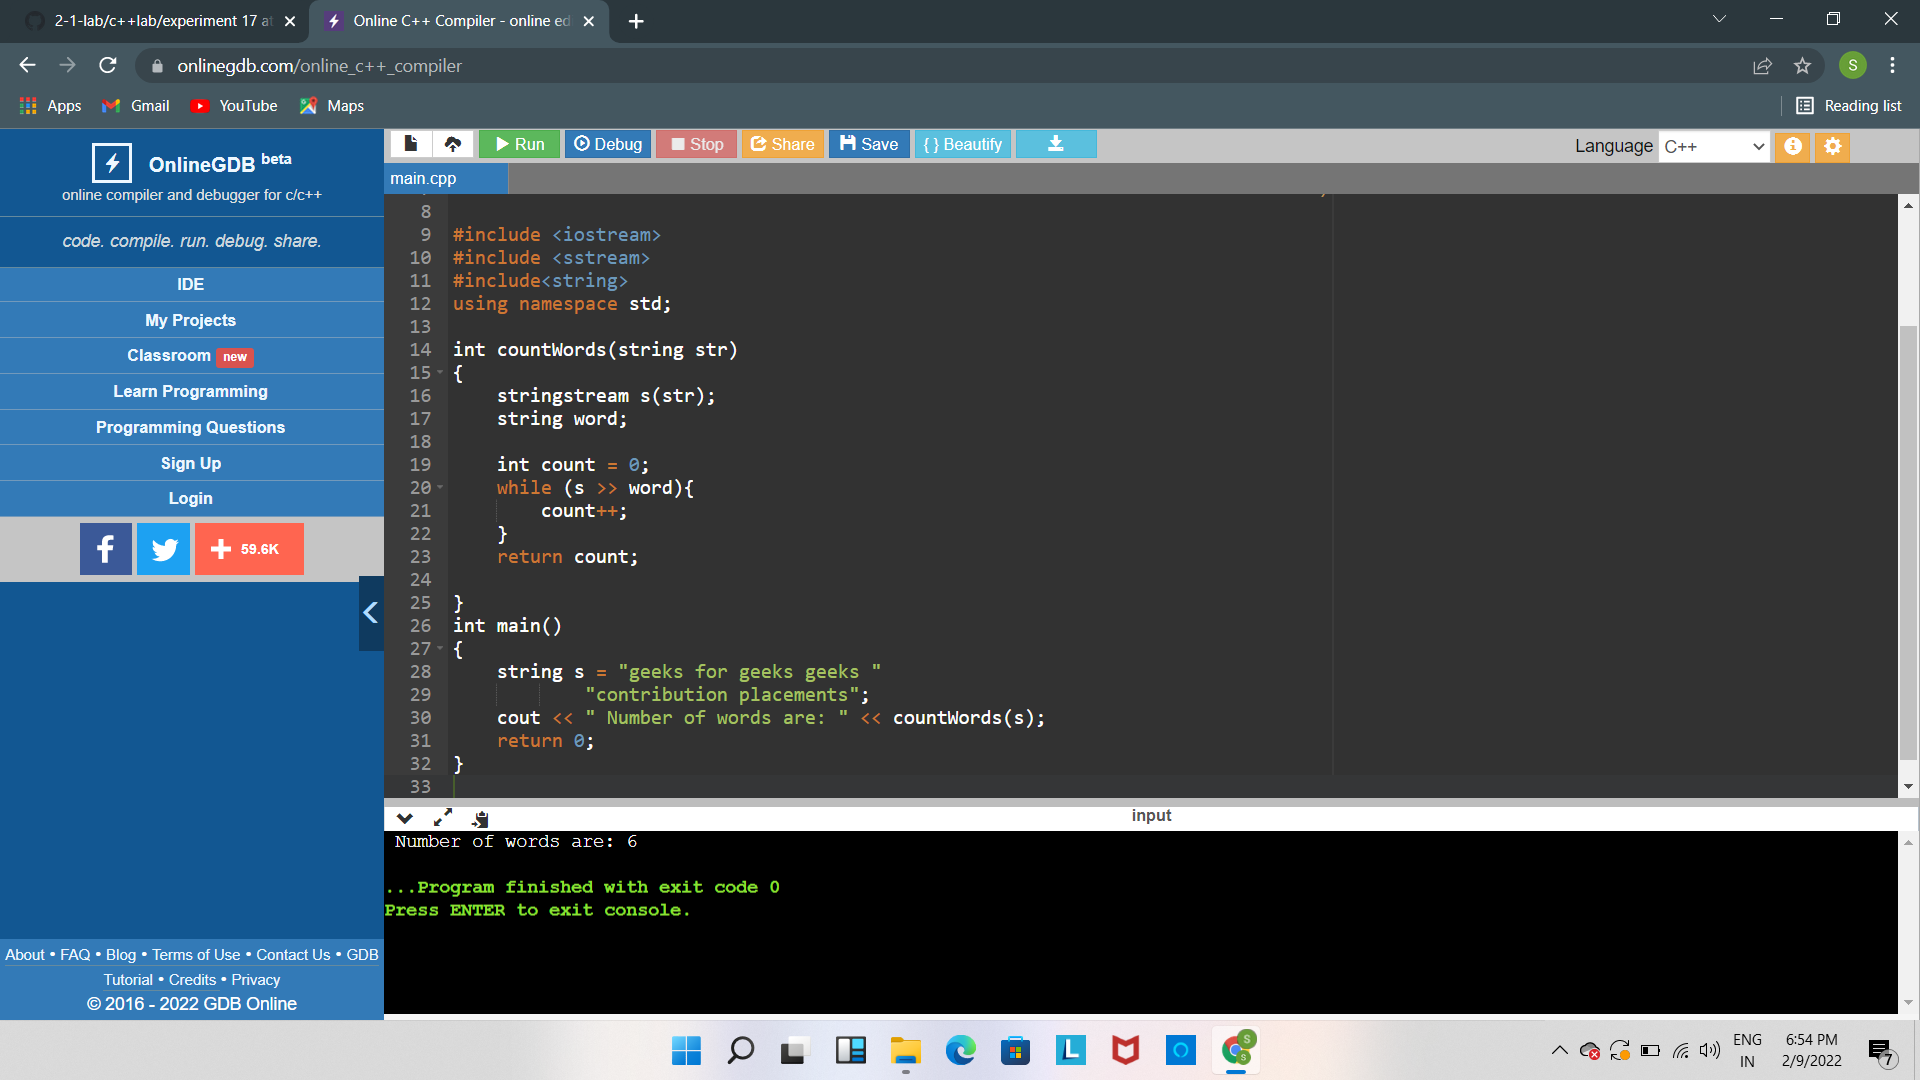 2-1-lab/c++lab/experiment 17 at
Online C++ Compiler - online ed
onlinegdb.com/online_c++_compiler
S
Apps
Gmail
YouTube
Maps
Reading list
OnlineGDB beta
online compiler and debugger for c/c++
code. compile. run. debug. share.
IDE
My Projects
Classroom new
Learn Programming
Programming Questions
Sign Up
Login
59.6K
About • FAQ • Blog • Terms of Use • Contact Us • GDB
Tutorial • Credits • Privacy
© 2016 - 2022 GDB Online
Run
Debug
Stop
Share
Save
{ } Beautify
Language C++
main.cpp
8
9 #include <iostream>
10 #include <sstream>
11 #include<string>
12 using namespace std;
13
14 int countWords(string str)
15 {
16     stringstream s(str);
17     string word;
18
19     int count = 0;
20     while (s >> word){
21         count++;
22     }
23     return count;
24
25 }
26 int main()
27 {
28     string s = "geeks for geeks geeks "
29             "contribution placements";
30     cout << " Number of words are: " << countWords(s);
31     return 0;
32 }
33
input
Number of words are: 6
...Program finished with exit code 0
Press ENTER to exit console.
S
S
ENG
IN
6:54 PM
2/9/2022
7